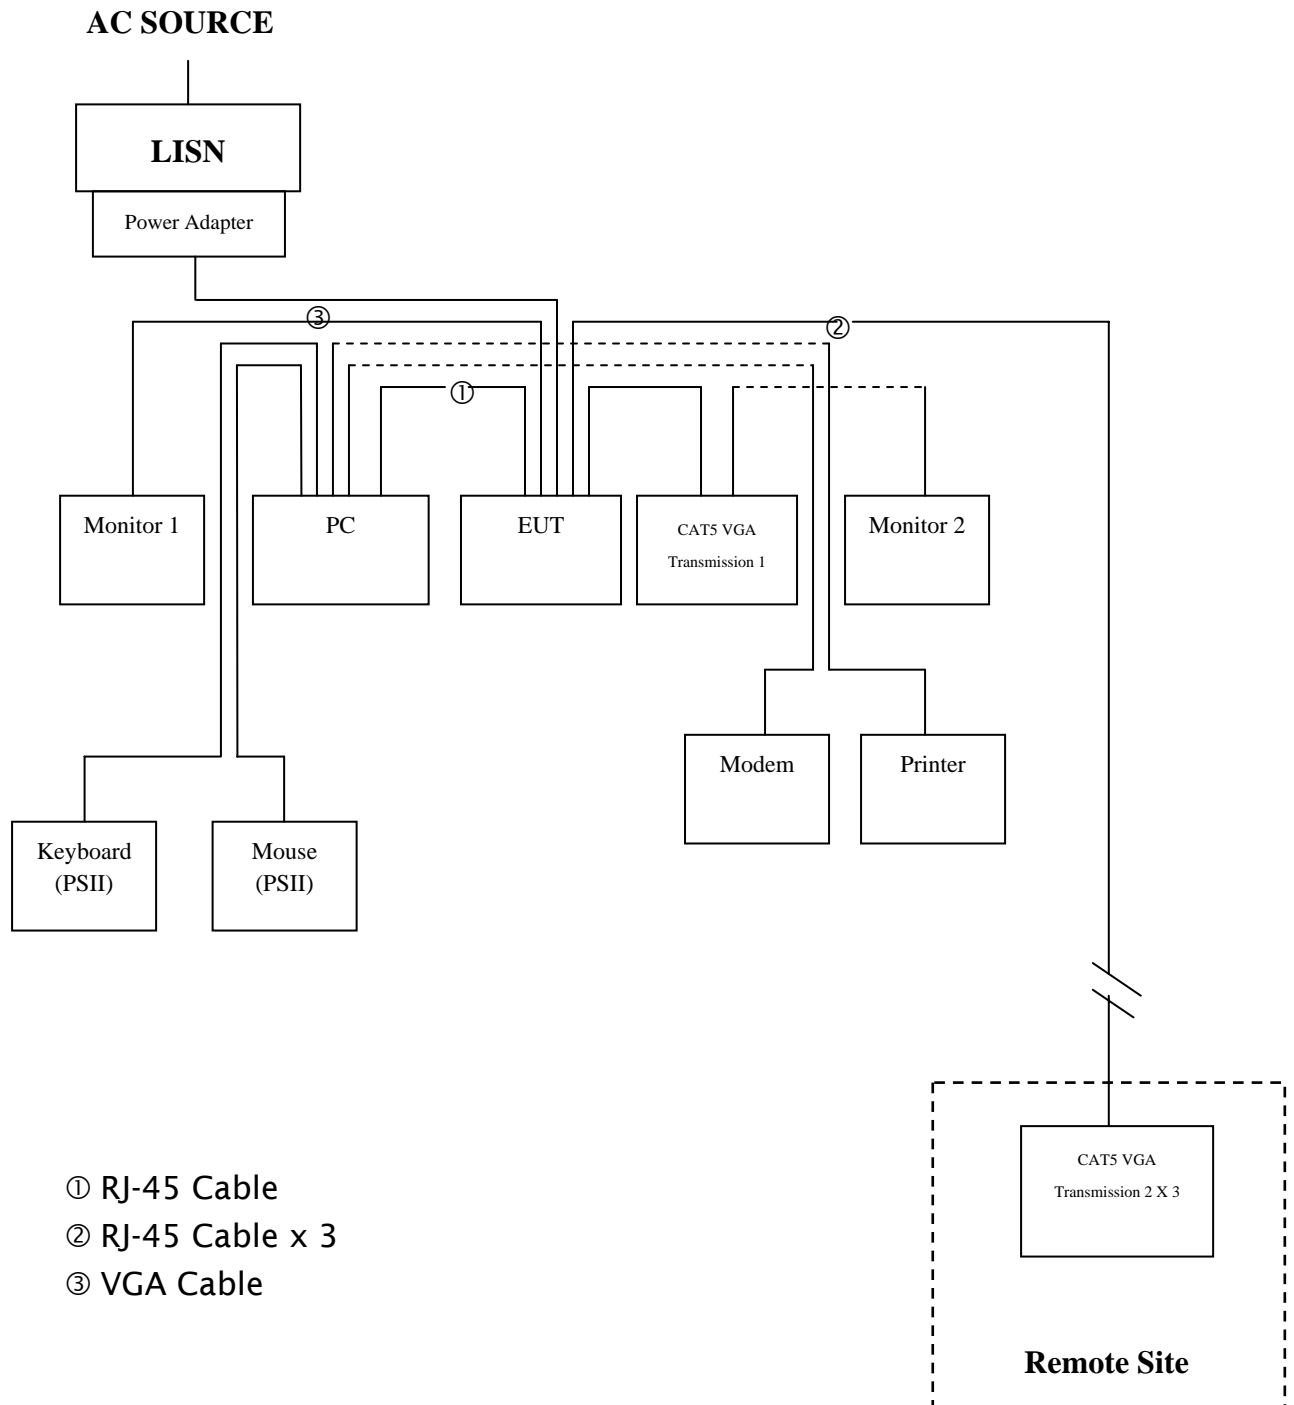 AC SOURCE
LISN
Power Adapter
③
②
①
Monitor 1
PC
EUT
CAT5 VGA
Transmission 1
Monitor 2
Modem
Printer
Keyboard
(PSII)
Mouse
(PSII)
CAT5 VGA
Transmission 2 X 3
① RJ-45 Cable
② RJ-45 Cable x 3
③ VGA Cable
Remote Site